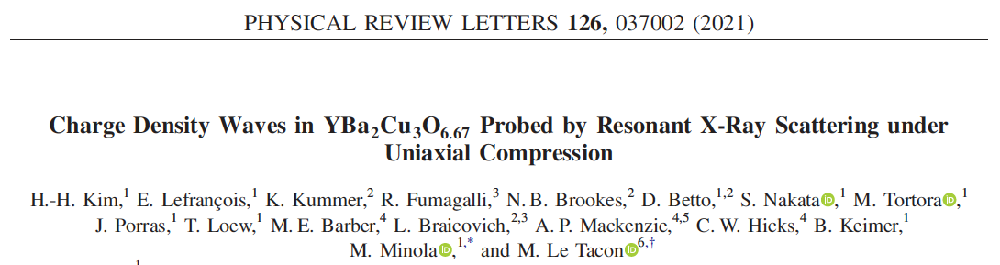 PHYSICAL REVIEW LETTERS 126, 037002 (2021)
Charge Density Waves in YBa₂Cu₃O₆.₆₇ Probed by Resonant X-Ray Scattering under
Uniaxial Compression
H.-H. Kim,¹ E. Lefrançois,¹ K. Kummer,² R. Fumagalli,³ N. B. Brookes,² D. Betto,¹,² S. Nakata,¹ M. Tortora,¹
J. Porras,¹ T. Loew,¹ M. E. Barber,⁴ L. Braicovich,²,³ A. P. Mackenzie,⁴,⁵ C. W. Hicks,⁴ B. Keimer,¹
M. Minola,¹,* and M. Le Tacon⁶,†